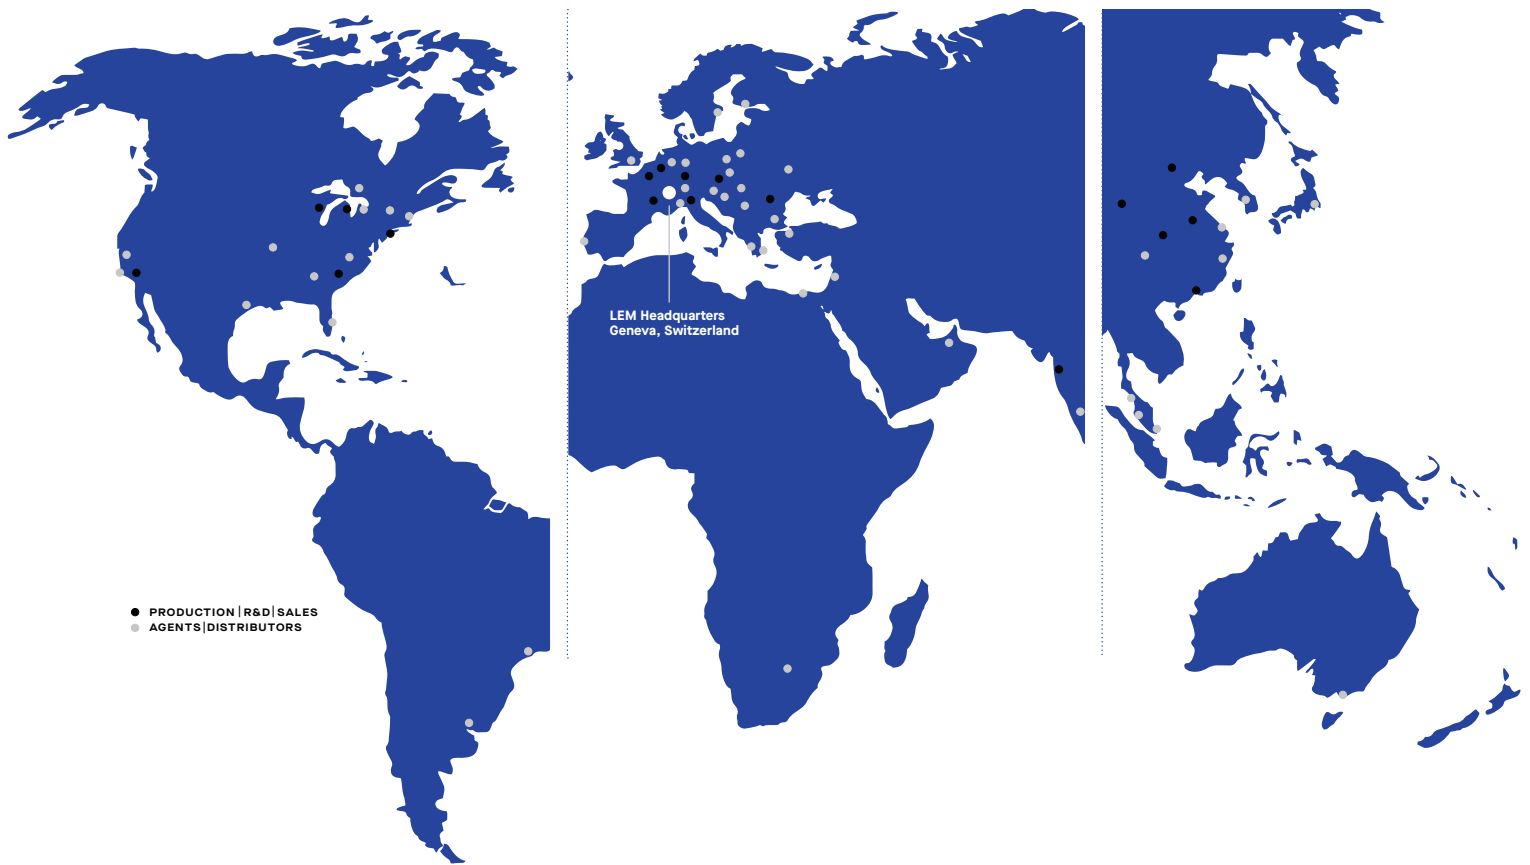 LEM Headquarters
Geneva, Switzerland
PRODUCTION | R&D | SALES
AGENTS | DISTRIBUTORS